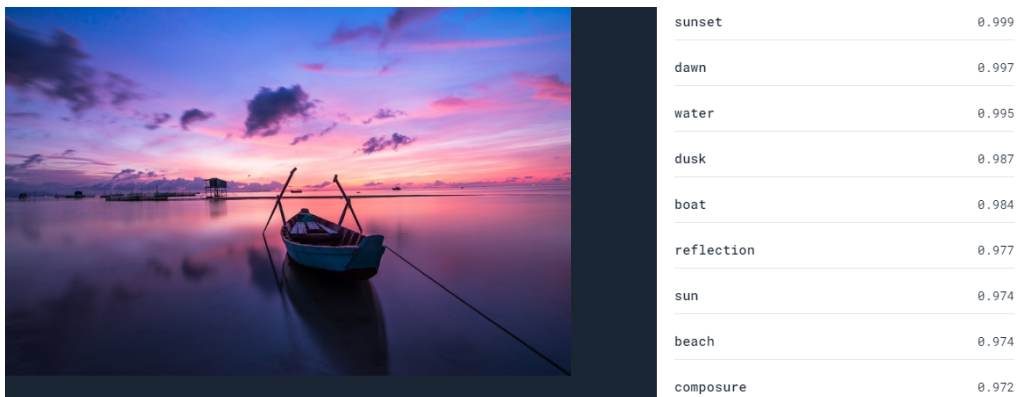 sunset 0.999
dawn 0.997
water 0.995
dusk 0.987
boat 0.984
reflection 0.977
sun 0.974
beach 0.974
composure 0.972